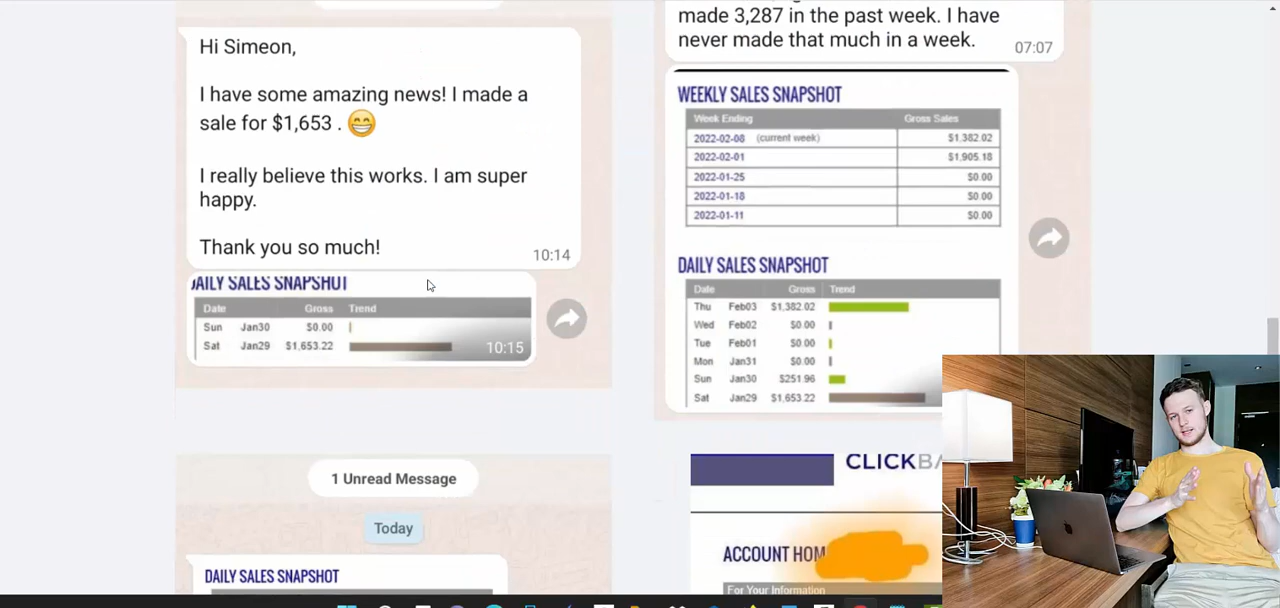 Hi Simeon,
I have some amazing news! I made a
sale for $1,653 . 😁
I really believe this works. I am super
happy.
Thank you so much!
10:14
DAILY SALES SNAPSHOT
Date Gross Trend
Sun Jan30 $0.00
Sat Jan29 $1,653.22
10:15
made 3,287 in the past week. I have
never made that much in a week.
07:07
WEEKLY SALES SNAPSHOT
Week Ending Gross Sales
2022-02-08 (current week) $1,382.02
2022-02-01 $1,905.18
2022-01-25 $0.00
2022-01-18 $0.00
2022-01-11 $0.00
DAILY SALES SNAPSHOT
Date Gross Trend
Thu Feb03 $1,382.02
Wed Feb02 $0.00
Tue Feb01 $0.00
Mon Jan31 $0.00
Sun Jan30 $251.96
Sat Jan29 $1,653.22
1 Unread Message
Today
DAILY SALES SNAPSHOT
CLICKBA
ACCOUNT HOM
For Your Information